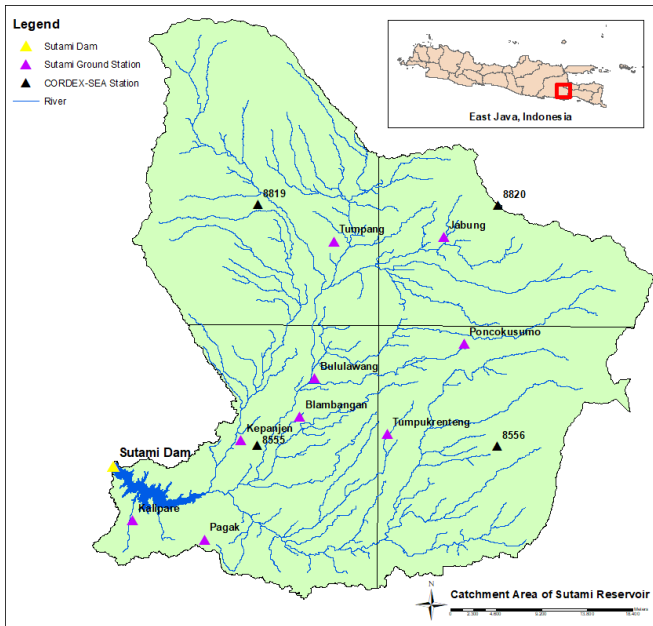 Legend
Sutami Dam
Sutami Ground Station
CORDEX-SEA Station
River
East Java, Indonesia
8819
8820
Tumpang
Jabung
Poncokusumo
Bululawang
Blambangan
Kepanjen
8555
Tumpukrenteng
8556
Sutami Dam
Kalipare
Pagak
N
Catchment Area of Sutami Reservoir